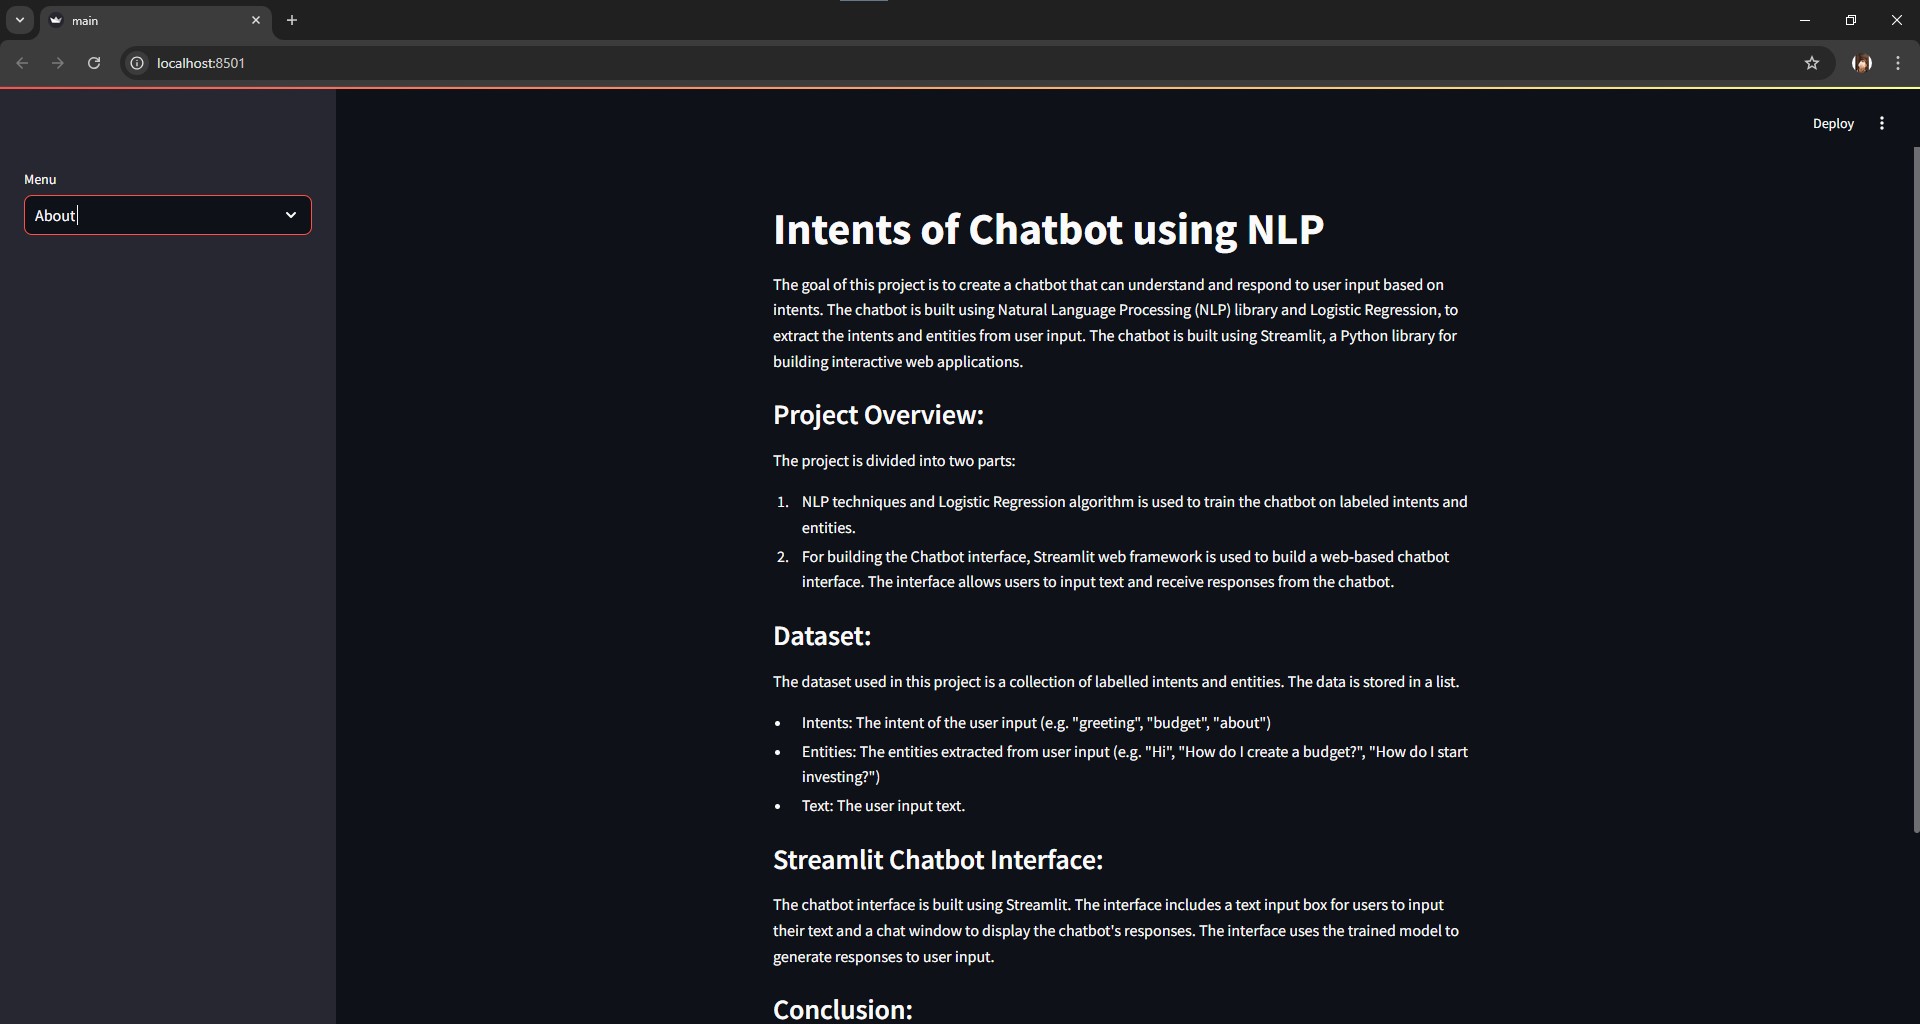 main
localhost:8501
Deploy
Menu
About
Intents of Chatbot using NLP
The goal of this project is to create a chatbot that can understand and respond to user input based on
intents. The chatbot is built using Natural Language Processing (NLP) library and Logistic Regression, to
extract the intents and entities from user input. The chatbot is built using Streamlit, a Python library for
building interactive web applications.
Project Overview:
The project is divided into two parts:
1. NLP techniques and Logistic Regression algorithm is used to train the chatbot on labeled intents and
entities.
2. For building the Chatbot interface, Streamlit web framework is used to build a web-based chatbot
interface. The interface allows users to input text and receive responses from the chatbot.
Dataset:
The dataset used in this project is a collection of labelled intents and entities. The data is stored in a list.
• Intents: The intent of the user input (e.g. "greeting", "budget", "about")
• Entities: The entities extracted from user input (e.g. "Hi", "How do I create a budget?", "How do I start
investing?")
• Text: The user input text.
Streamlit Chatbot Interface:
The chatbot interface is built using Streamlit. The interface includes a text input box for users to input
their text and a chat window to display the chatbot's responses. The interface uses the trained model to
generate responses to user input.
Conclusion: